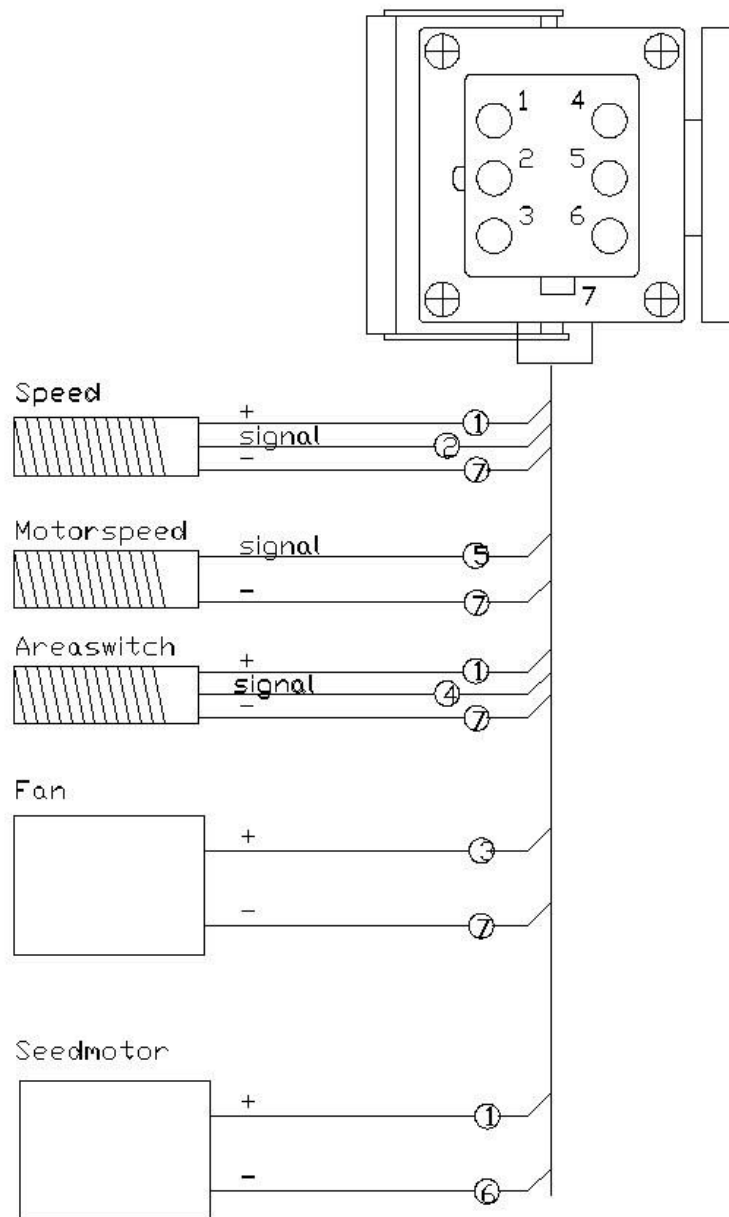 1 4
2 5
3 6
7
Speed
+ 1
signal 2
- 7
Motorspeed
signal 5
- 7
Areaswitch
+ 1
signal 4
- 7
Fan
+ 3
- 7
Seedmotor
+ 1
- 6